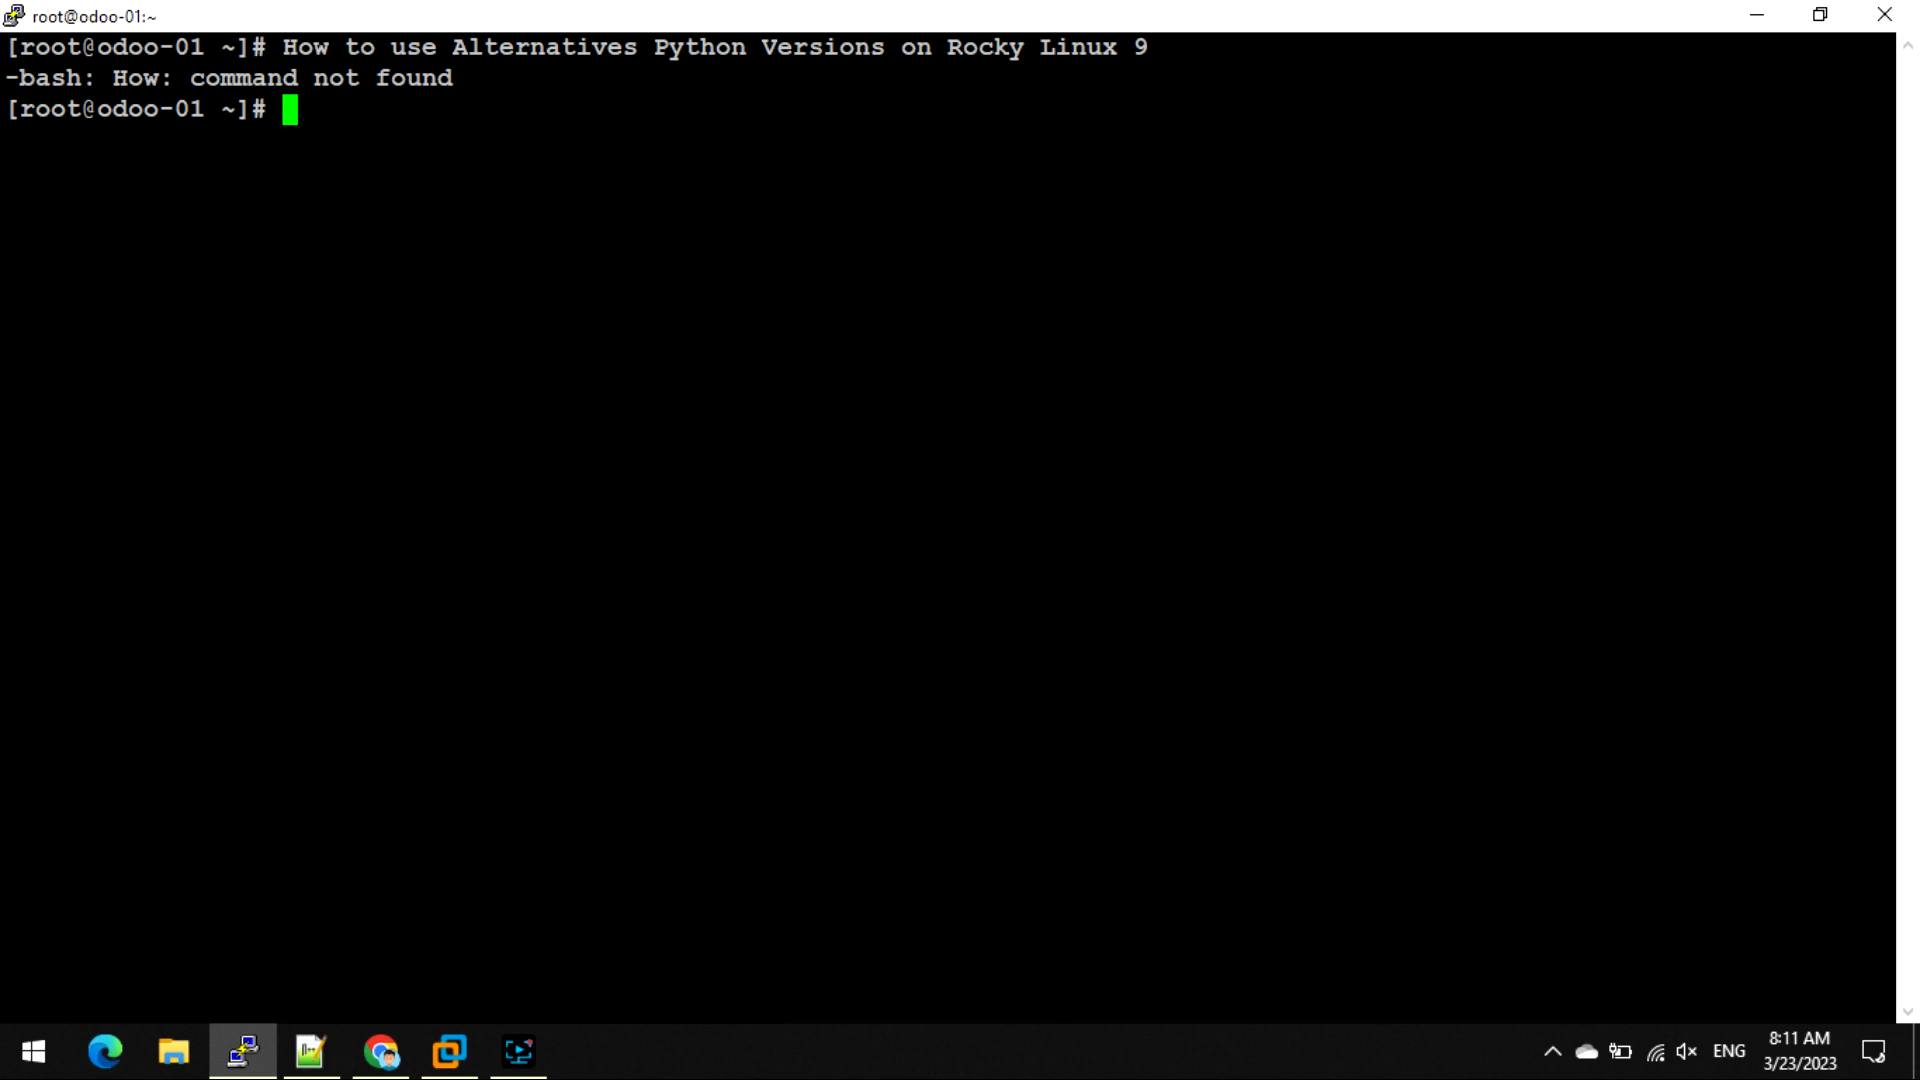 root@odoo-01:~
[root@odoo-01 ~]# How to use Alternatives Python Versions on Rocky Linux 9
-bash: How: command not found
[root@odoo-01 ~]#
ENG
8:11 AM
3/23/2023